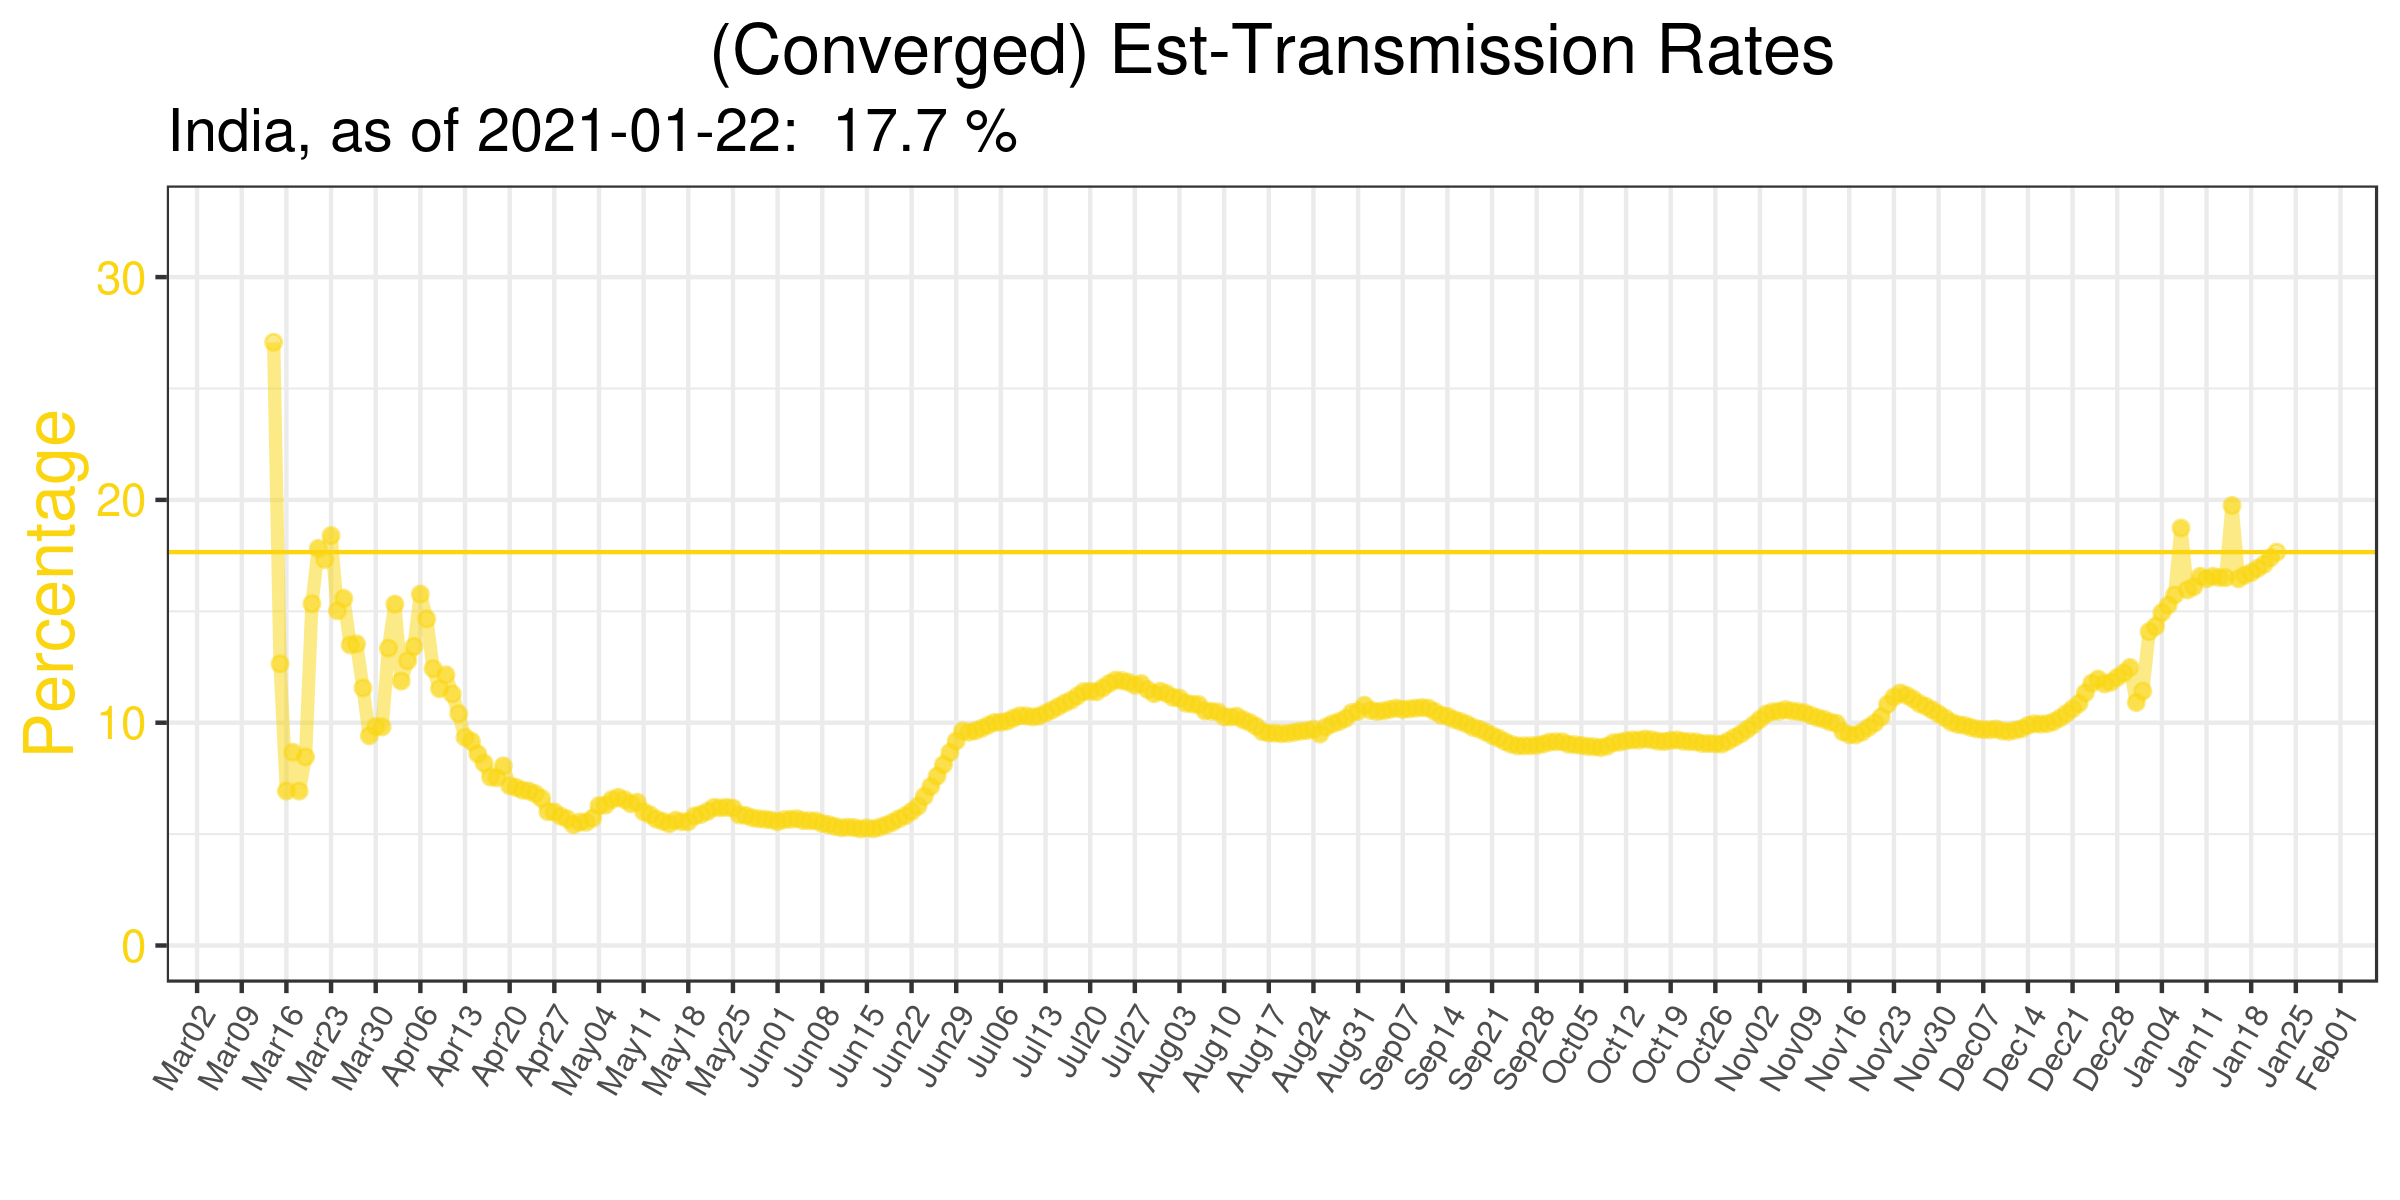 (Converged) Est-Transmission Rates
India, as of 2021-01-22:  17.7 %
Percentage
30
20
10
0
Mar02
Mar09
Mar16
Mar23
Mar30
Apr06
Apr13
Apr20
Apr27
May04
May11
May18
May25
Jun01
Jun08
Jun15
Jun22
Jun29
Jul06
Jul13
Jul20
Jul27
Aug03
Aug10
Aug17
Aug24
Aug31
Sep07
Sep14
Sep21
Sep28
Oct05
Oct12
Oct19
Oct26
Nov02
Nov09
Nov16
Nov23
Nov30
Dec07
Dec14
Dec21
Dec28
Jan04
Jan11
Jan18
Jan25
Feb01